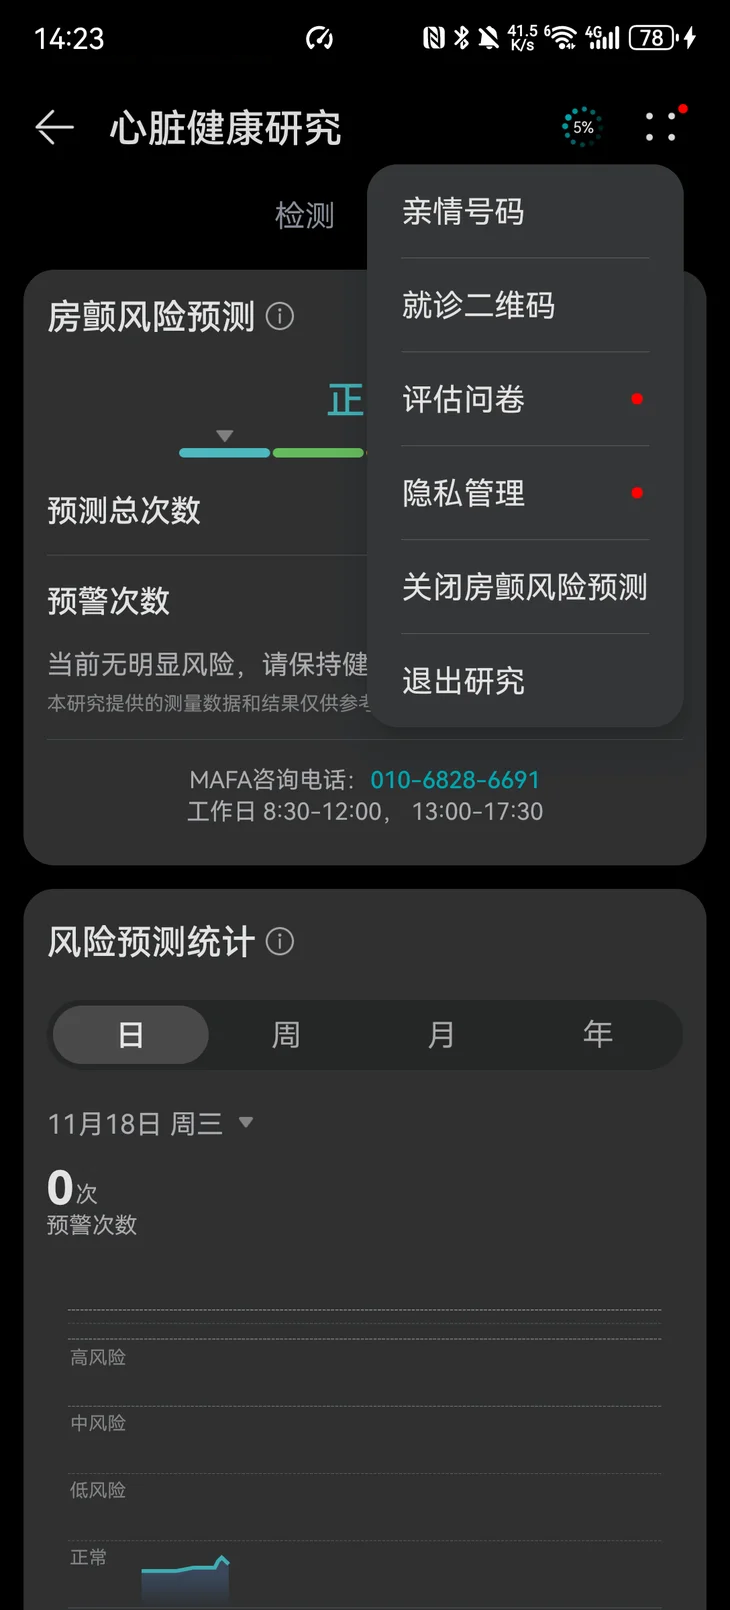 14:23
41.5 K/s
6
4G
78
心脏健康研究
5%
检测
亲情号码
就诊二维码
评估问卷
隐私管理
关闭房颤风险预测
退出研究
房颤风险预测
正
预测总次数
预警次数
当前无明显风险，请保持健
本研究提供的测量数据和结果仅供参
MAFA咨询电话：010-6828-6691
工作日 8:30-12:00， 13:00-17:30
风险预测统计
日 周 月 年
11月18日 周三
0次
预警次数
高风险
中风险
低风险
正常